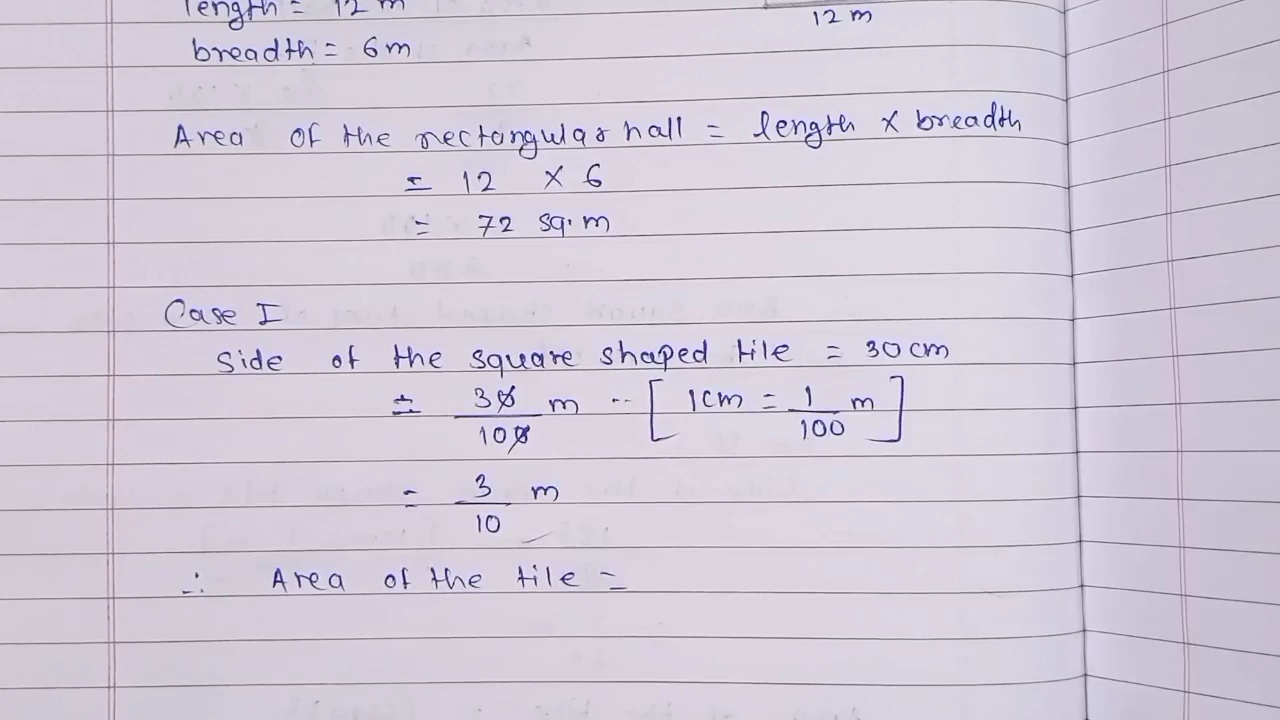 length = 12 m
12 m
breadth = 6m
Area of the rectangular hall = length × breadth
= 12 × 6
= 72 sq.m
Case I
Side of the square shaped tile = 30 cm
= 30/100 m -- [ 1cm = 1/100 m ]
= 3/10 m
∴ Area of the tile =